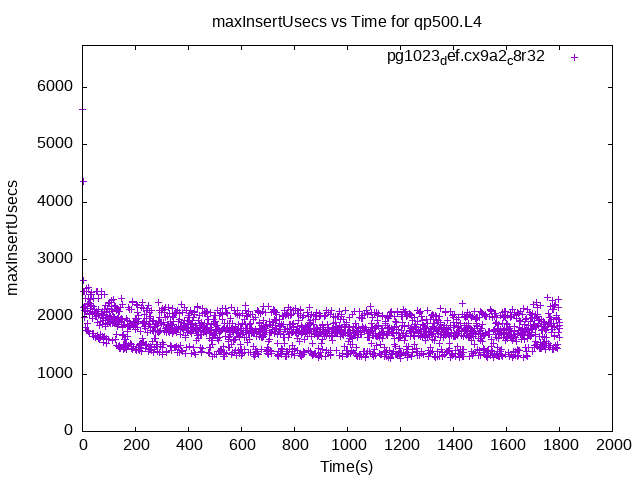 maxInsertUsecs vs Time for qp500.L4
pg1023def.cx9a2c8r32
6000
5000
4000
3000
2000
1000
0
maxInsertUsecs
0 200 400 600 800 1000 1200 1400 1600 1800 2000
Time(s)